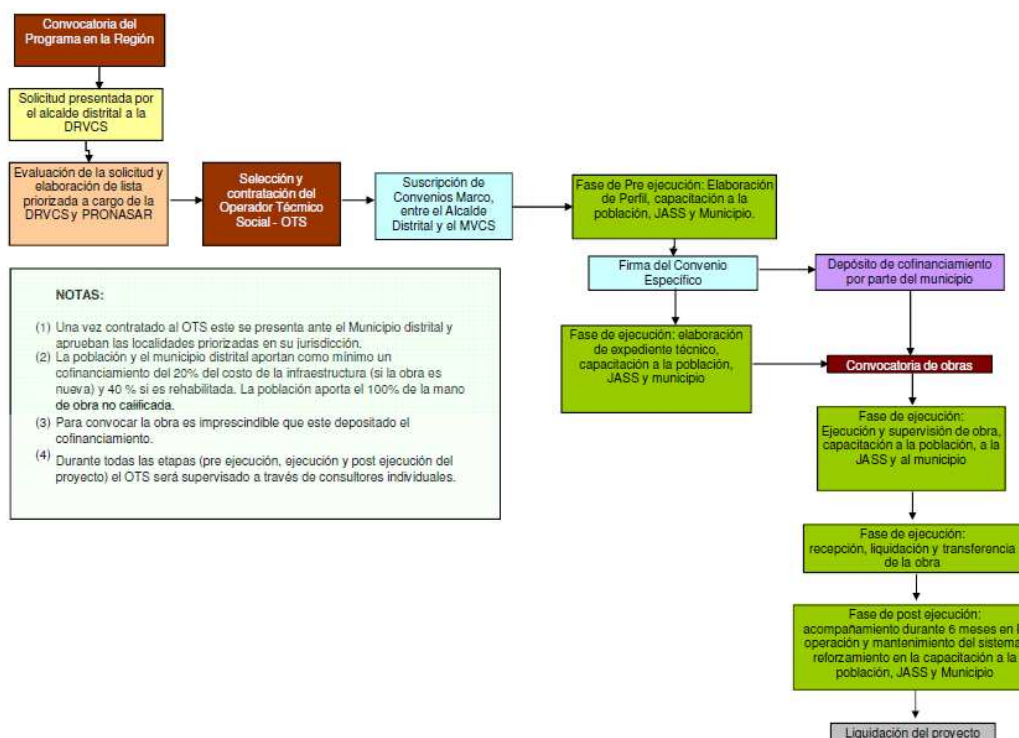 Convocatoria del
Programa en la Región
Solicitud presentada por
el alcalde distrital a la
DRVCS
Evaluación de la solicitud y
elaboración de lista
priorizada a cargo de la
DRVCS y PRONASAR
Selección y
contratación del
Operador Técnico
Social - OTS
Suscripción de
Convenios Marco,
entre el Alcalde
Distrital y el MVCS
Fase de Pre ejecución: Elaboración
de Perfil, capacitación a la
población, JASS y Municipio.
Firma del Convenio
Específico
Depósito de cofinanciamiento
por parte del municipio
Fase de ejecución: elaboración
de expediente técnico,
capacitación a la población,
JASS y municipio
Convocatoria de obras
Fase de ejecución:
Ejecución y supervisión de obra,
capacitación a la población, a la
JASS y al municipio
Fase de ejecución:
recepción, liquidación y transferencia
de la obra
Fase de post ejecución:
acompañamiento durante 6 meses en l
operación y mantenimiento del sistema
reforzamiento en la capacitación a la
población, JASS y Municipio
Liquidación del proyecto
NOTAS:
(1) Una vez contratado al OTS este se presenta ante el Municipio distrital y
aprueban las localidades priorizadas en su jurisdicción.
(2) La población y el municipio distrital aportan como mínimo un
cofinanciamiento del 20% del costo de la infraestructura (si la obra es
nueva) y 40 % si es rehabilitada. La población aporta el 100% de la mano
de obra no calificada.
(3) Para convocar la obra es imprescindible que este depositado el
cofinanciamiento.
(4) Durante todas las etapas (pre ejecución, ejecución y post ejecución del
proyecto) el OTS será supervisado a través de consultores individuales.